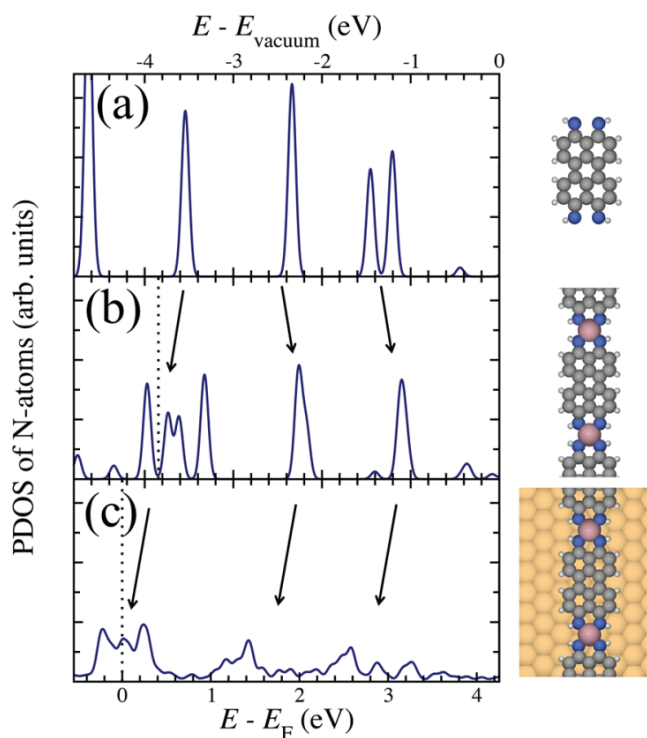 E - E_vacuum (eV)
-4 -3 -2 -1 0
(a)
(b)
(c)
PDOS of N-atoms (arb. units)
0 1 2 3 4
E - E_F (eV)